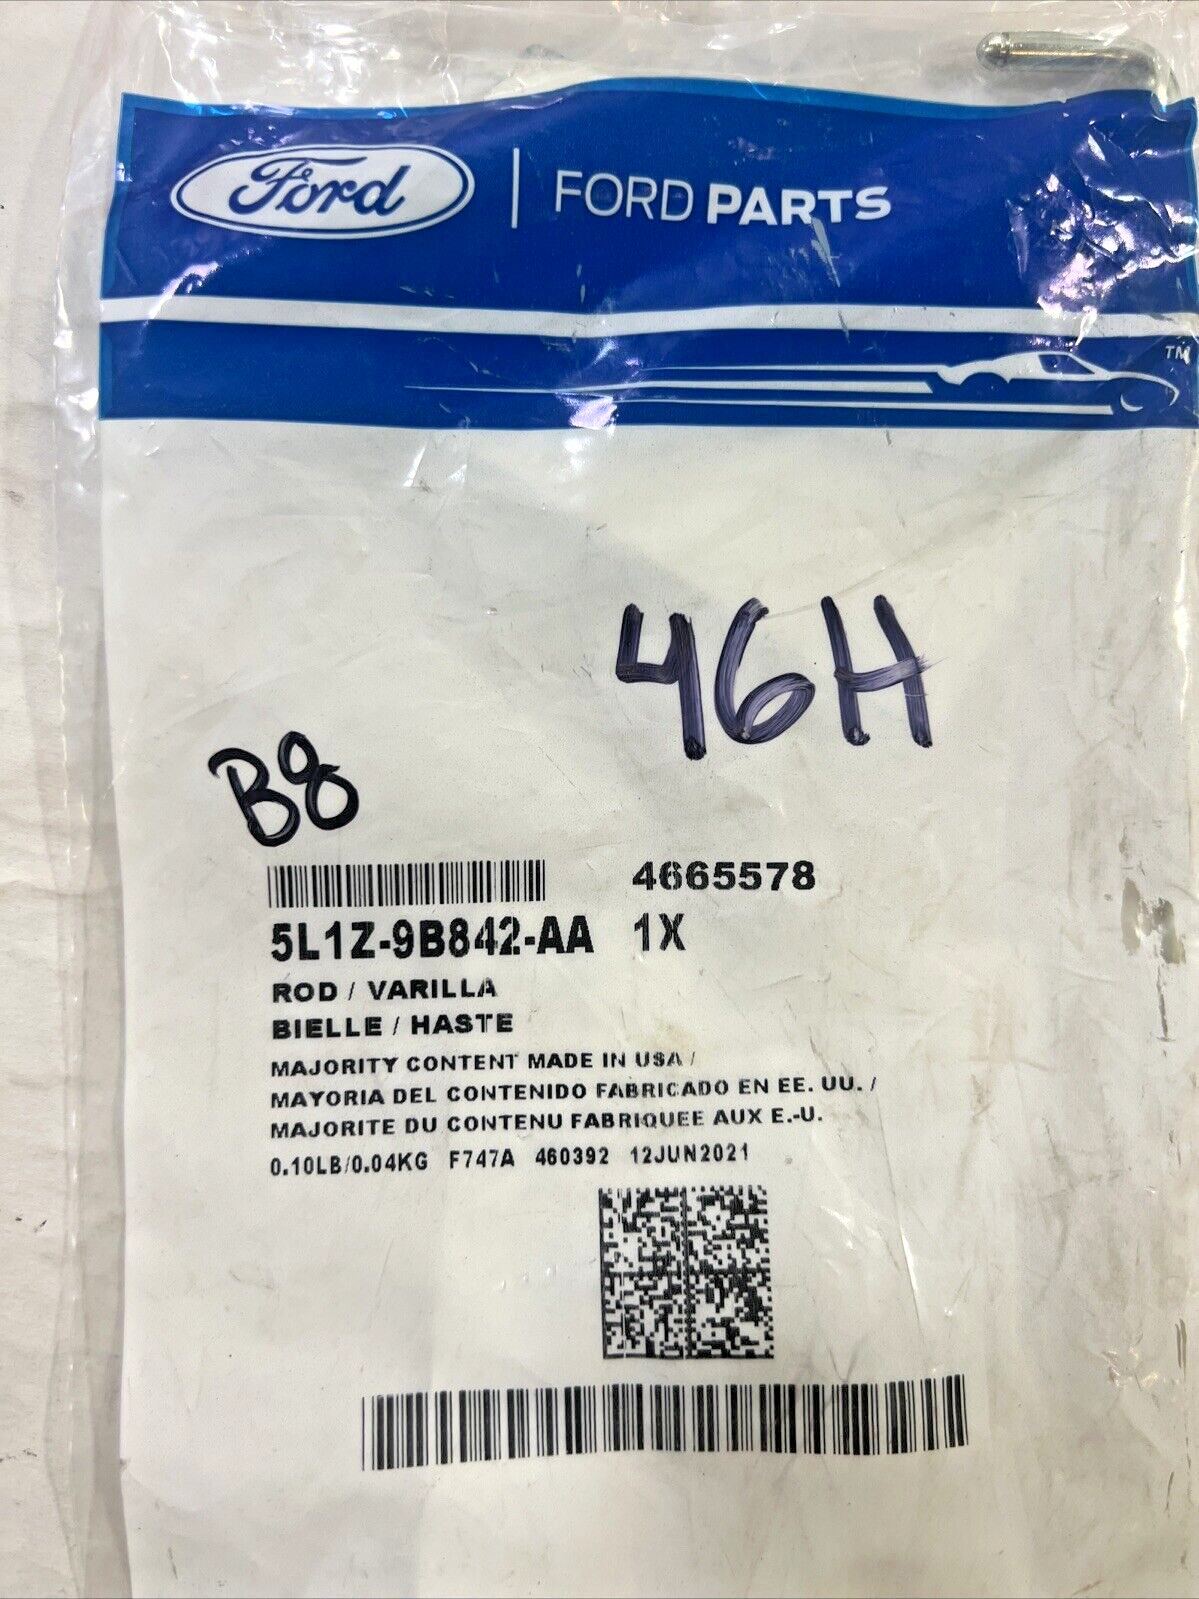 Ford | FORD PARTS
TM
46H
B8
4665578
5L1Z-9B842-AA 1X
ROD / VARILLA
BIELLE / HASTE
MAJORITY CONTENT MADE IN USA /
MAYORIA DEL CONTENIDO FABRICADO EN EE. UU. /
MAJORITE DU CONTENU FABRIQUEE AUX E.-U.
0.10LB/0.04KG F747A 460392 12JUN2021